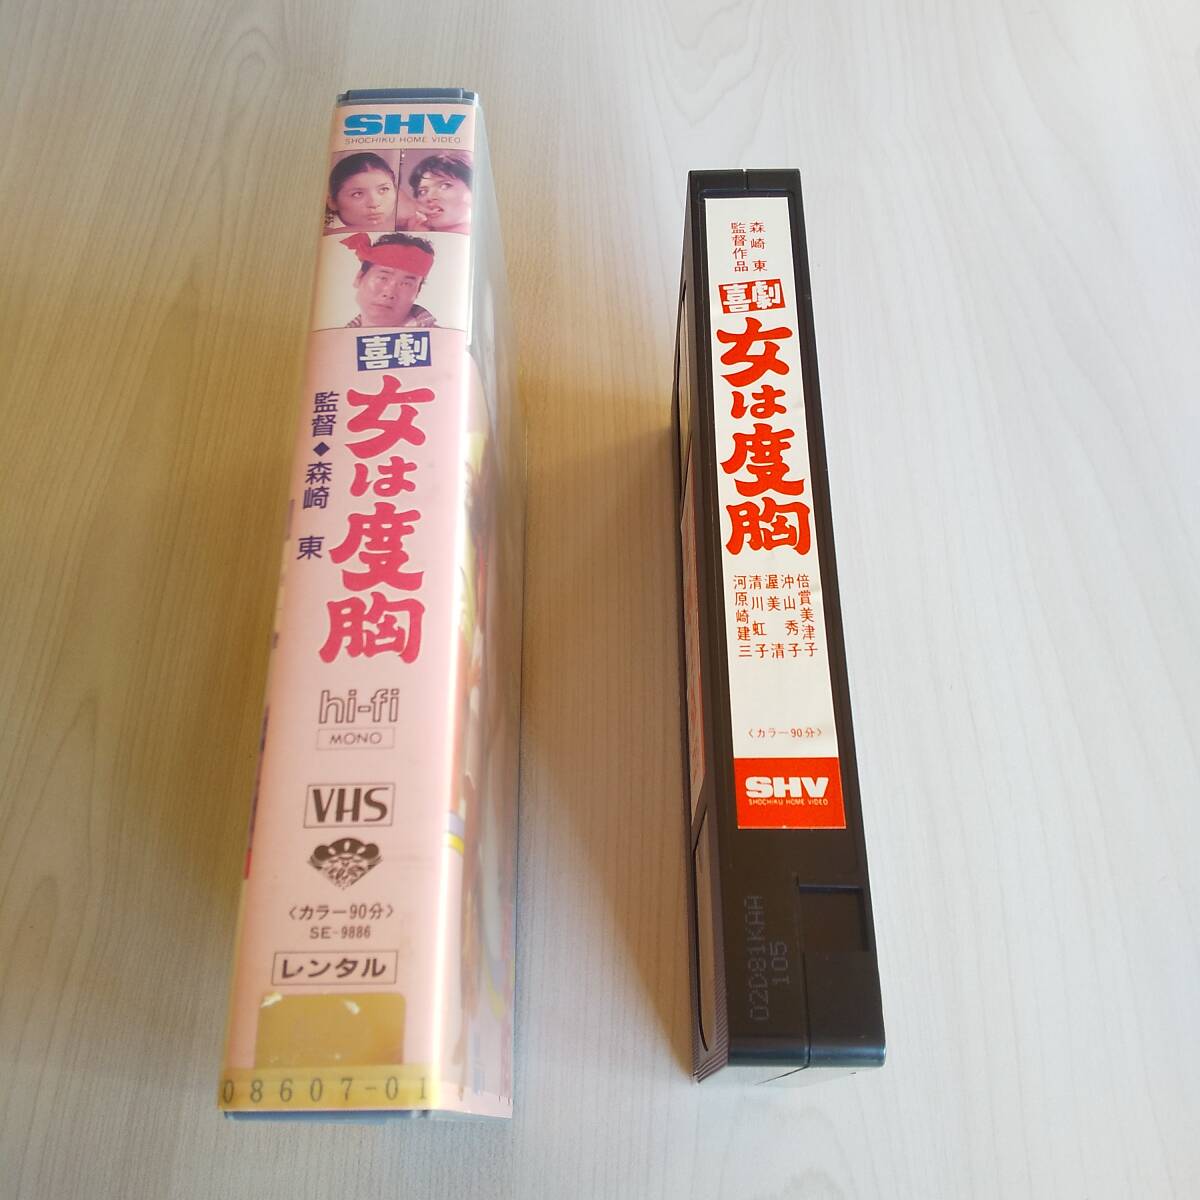 SHV
SHOCHIKU HOME VIDEO
喜劇
女は度胸
監督◆森崎 東
hi-fi
MONO
VHS
〈カラー90分〉
SE-9886
レンタル
08607-01
森崎 東
監督作品
喜劇
女は度胸
倍賞美津子
沖山秀子
渥美 清
清川虹子
河原崎建三
〈カラー90分〉
SHV
SHOCHIKU HOME VIDEO
02D81KAH
105